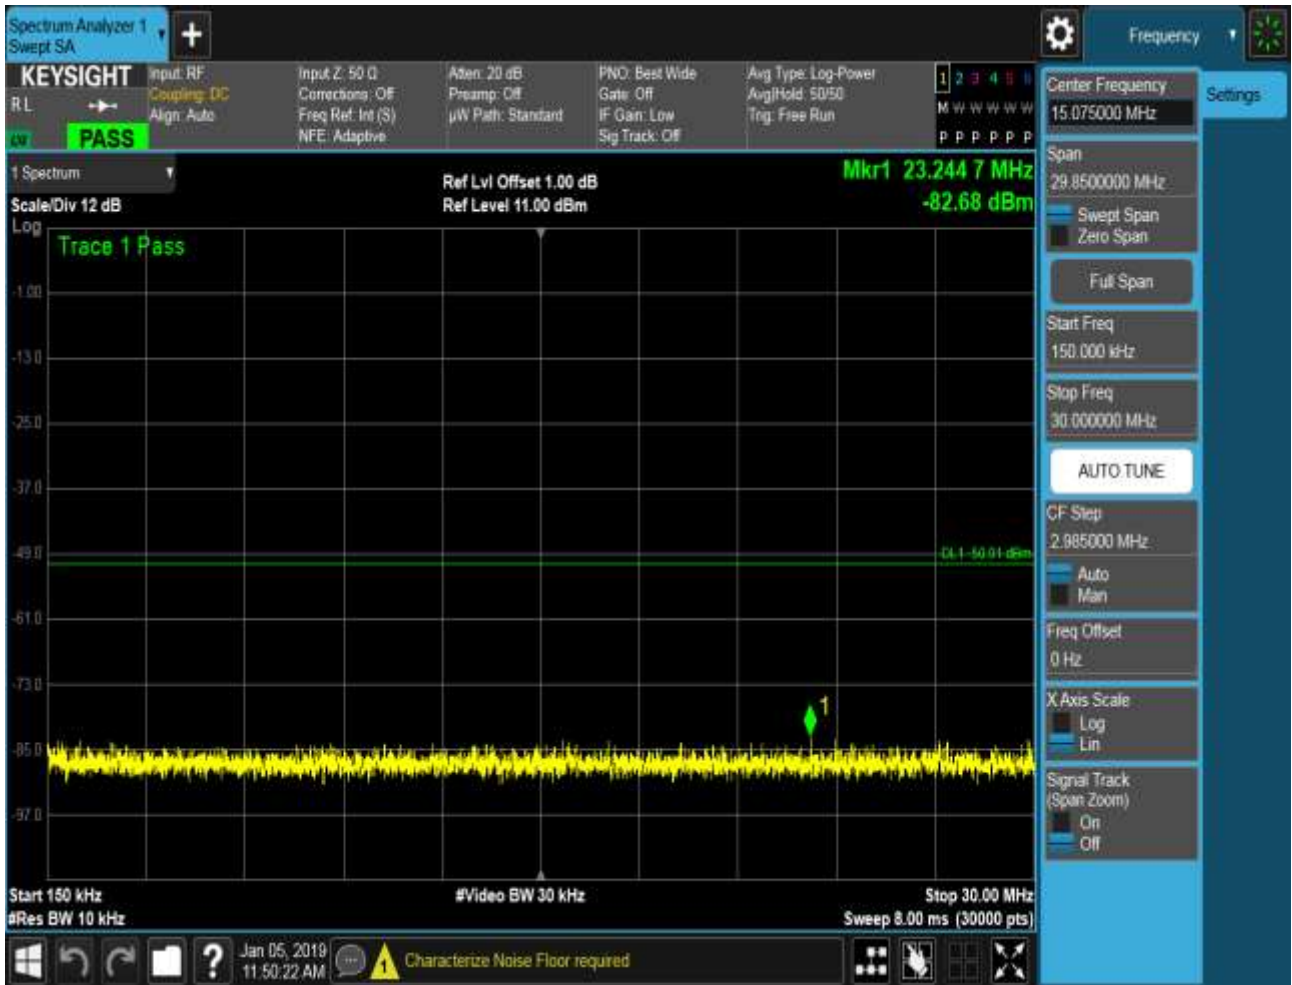 Spectrum Analyzer 1
Swept SA
+
Frequency
KEYSIGHT
R L
PASS
Input: RF
Coupling: DC
Align: Auto
Input Z: 50 Ω
Corrections: Off
Freq Ref: Int (S)
NFE: Adaptive
Atten: 20 dB
Preamp: Off
µW Path: Standard
PNO: Best Wide
Gate: Off
IF Gain: Low
Sig Track: Off
Avg Type: Log-Power
Avg|Hold: 50/50
Trig: Free Run
1 2 3 4 5 6
M W W W W W
P P P P P P
1 Spectrum
Scale/Div 12 dB
Ref Lvl Offset 1.00 dB
Ref Level 11.00 dBm
Mkr1 23.244 7 MHz
-82.68 dBm
Log
Trace 1 Pass
-1.00
-13.0
-25.0
-37.0
-49.0
DL1 -50.01 dBm
-61.0
-73.0
1
-85.0
-97.0
Start 150 kHz
#Video BW 30 kHz
Stop 30.00 MHz
#Res BW 10 kHz
Sweep 8.00 ms (30000 pts)
?
Jan 05, 2019
11:50:22 AM
1
Characterize Noise Floor required
Center Frequency
15.075000 MHz
Settings
Span
29.8500000 MHz
Swept Span
Zero Span
Full Span
Start Freq
150.000 kHz
Stop Freq
30.000000 MHz
AUTO TUNE
CF Step
2.985000 MHz
Auto
Man
Freq Offset
0 Hz
X Axis Scale
Log
Lin
Signal Track
(Span Zoom)
On
Off